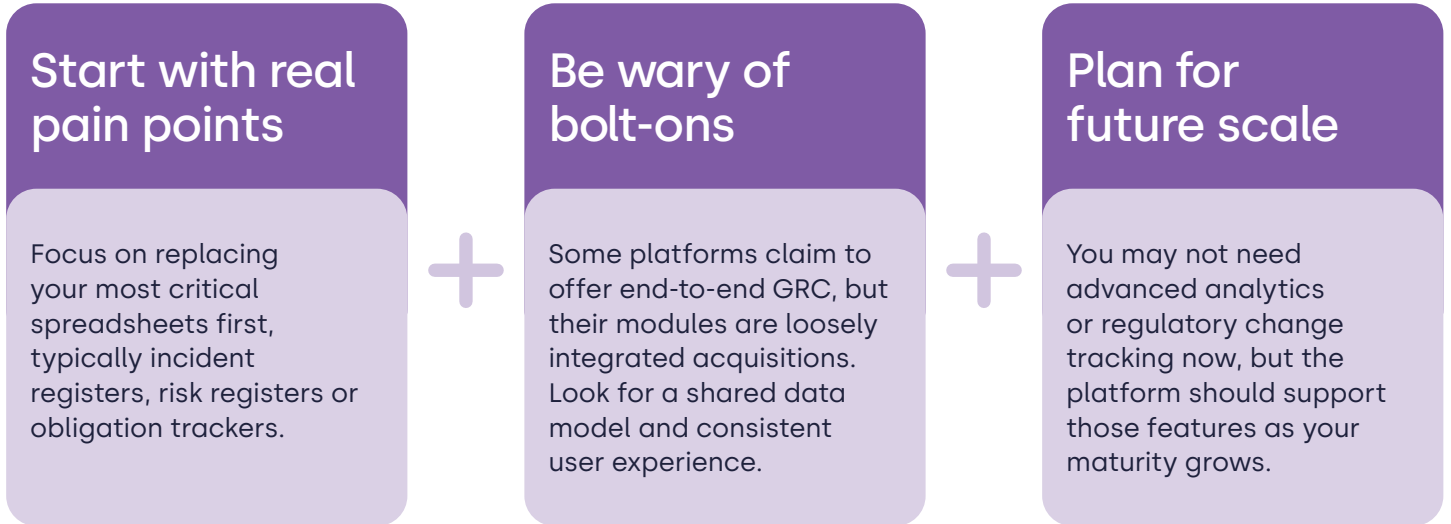 Start with real
pain points
Focus on replacing
your most critical
spreadsheets first,
typically incident
registers, risk registers or
obligation trackers.
Be wary of
bolt-ons
Some platforms claim to
offer end-to-end GRC, but
their modules are loosely
integrated acquisitions.
Look for a shared data
model and consistent
user experience.
Plan for
future scale
You may not need
advanced analytics
or regulatory change
tracking now, but the
platform should support
those features as your
maturity grows.